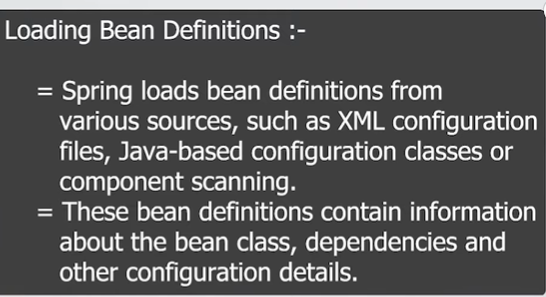 Loading Bean Definitions :-
= Spring loads bean definitions from
various sources, such as XML configuration
files, Java-based configuration classes or
component scanning.
= These bean definitions contain information
about the bean class, dependencies and
other configuration details.